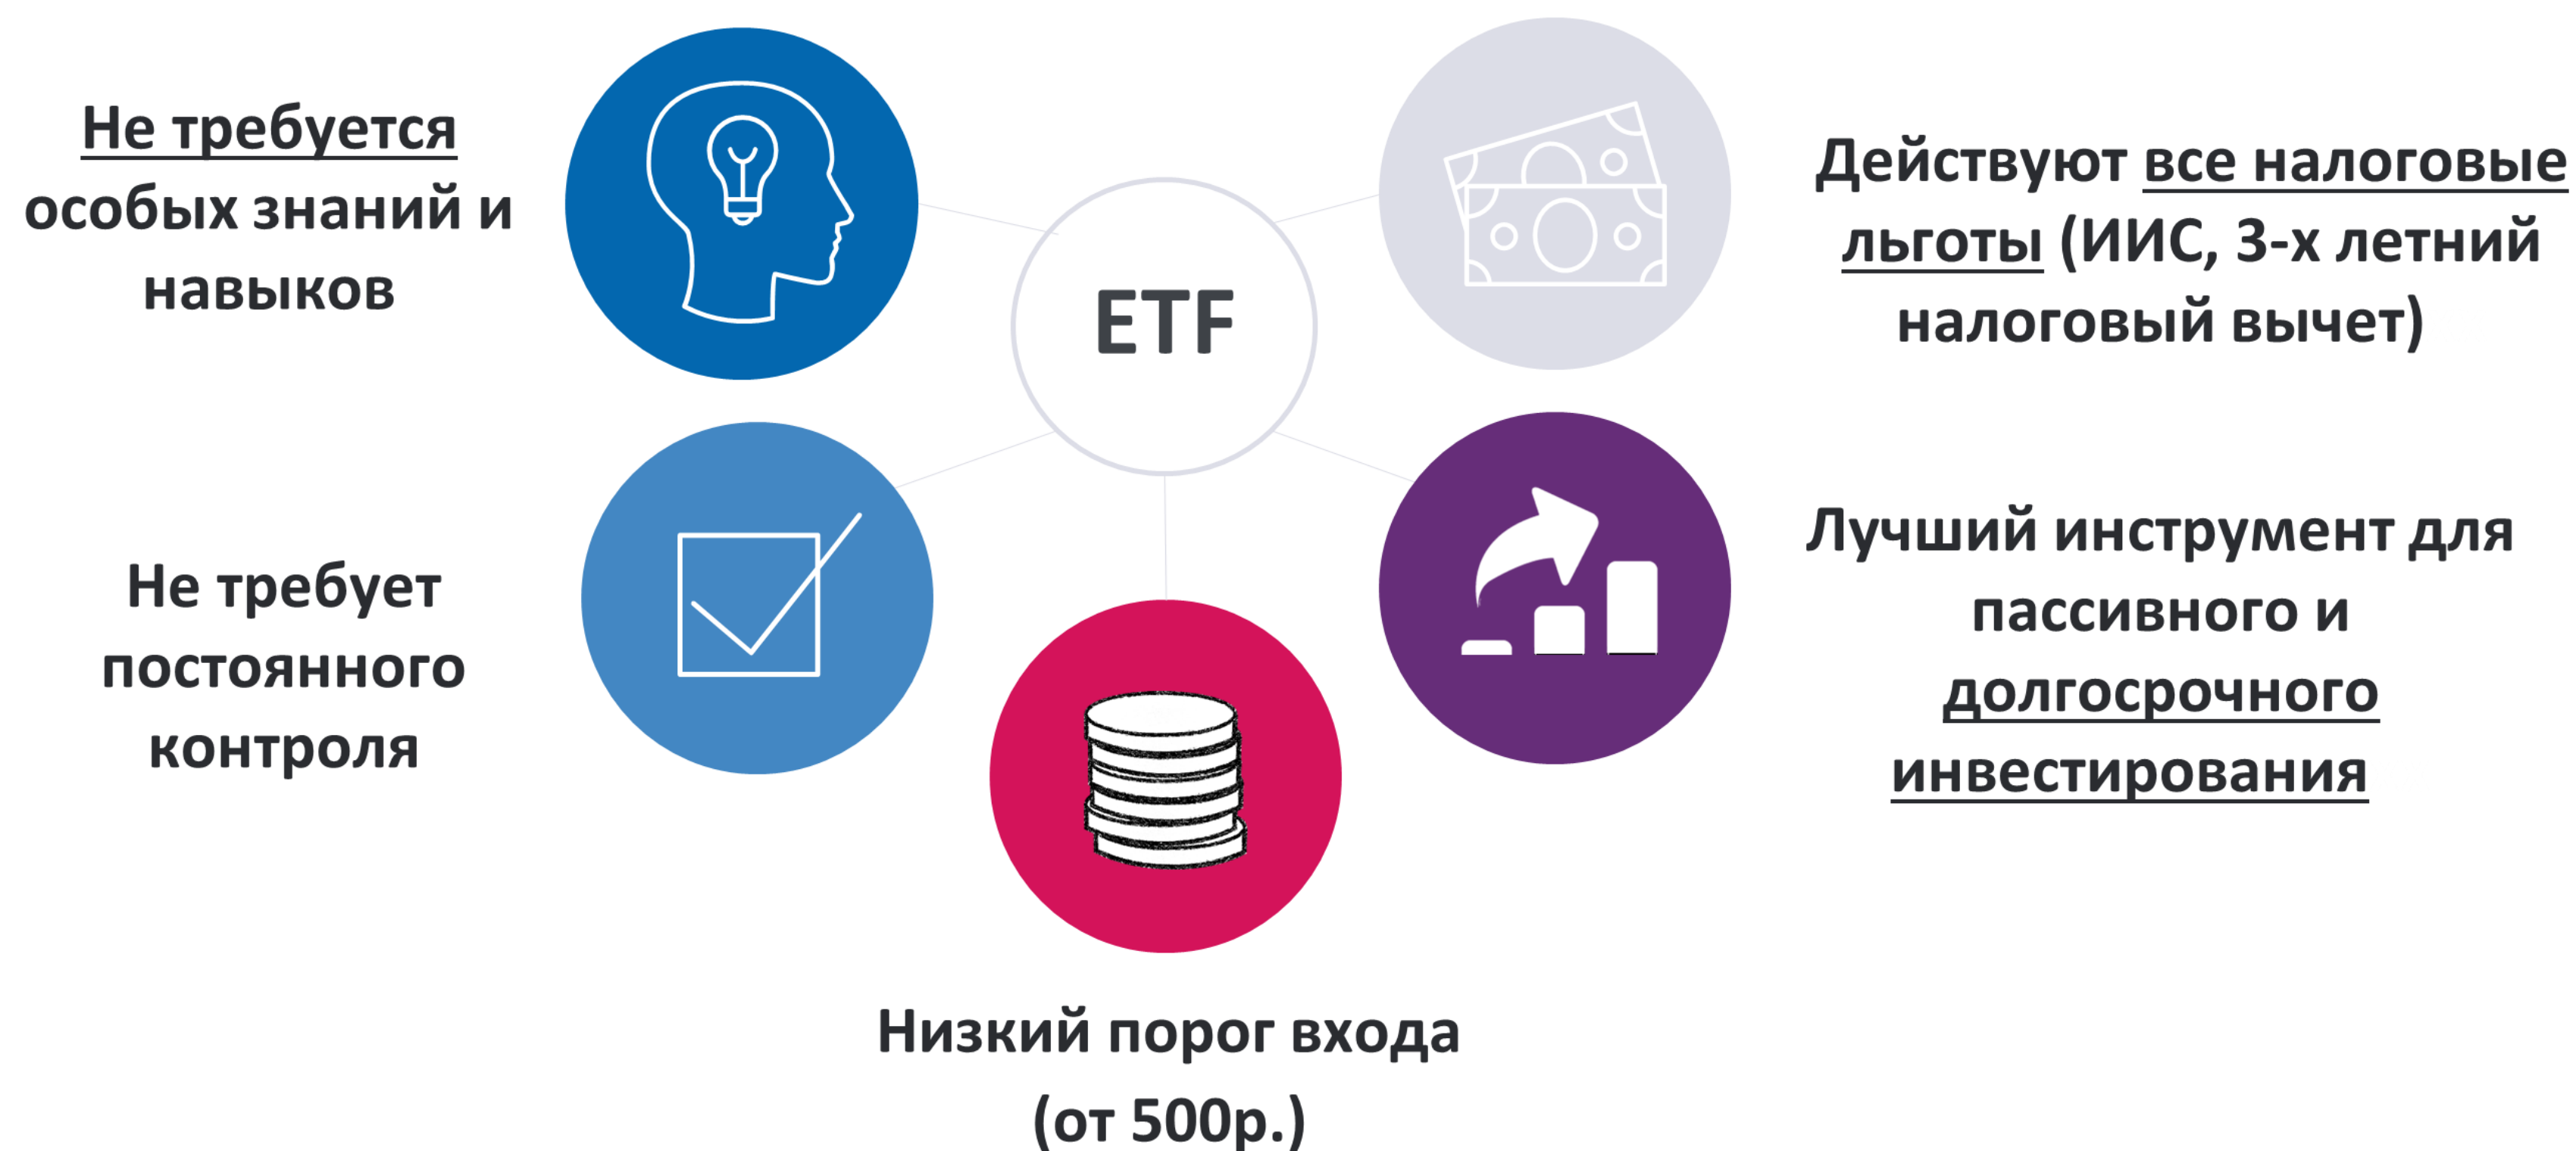 Не требуется
особых знаний и
навыков
ETF
Действуют все налоговые
льготы (ИИС, 3-х летний
налоговый вычет)
Не требует
постоянного
контроля
Лучший инструмент для
пассивного и
долгосрочного
инвестирования
Низкий порог входа
(от 500р.)